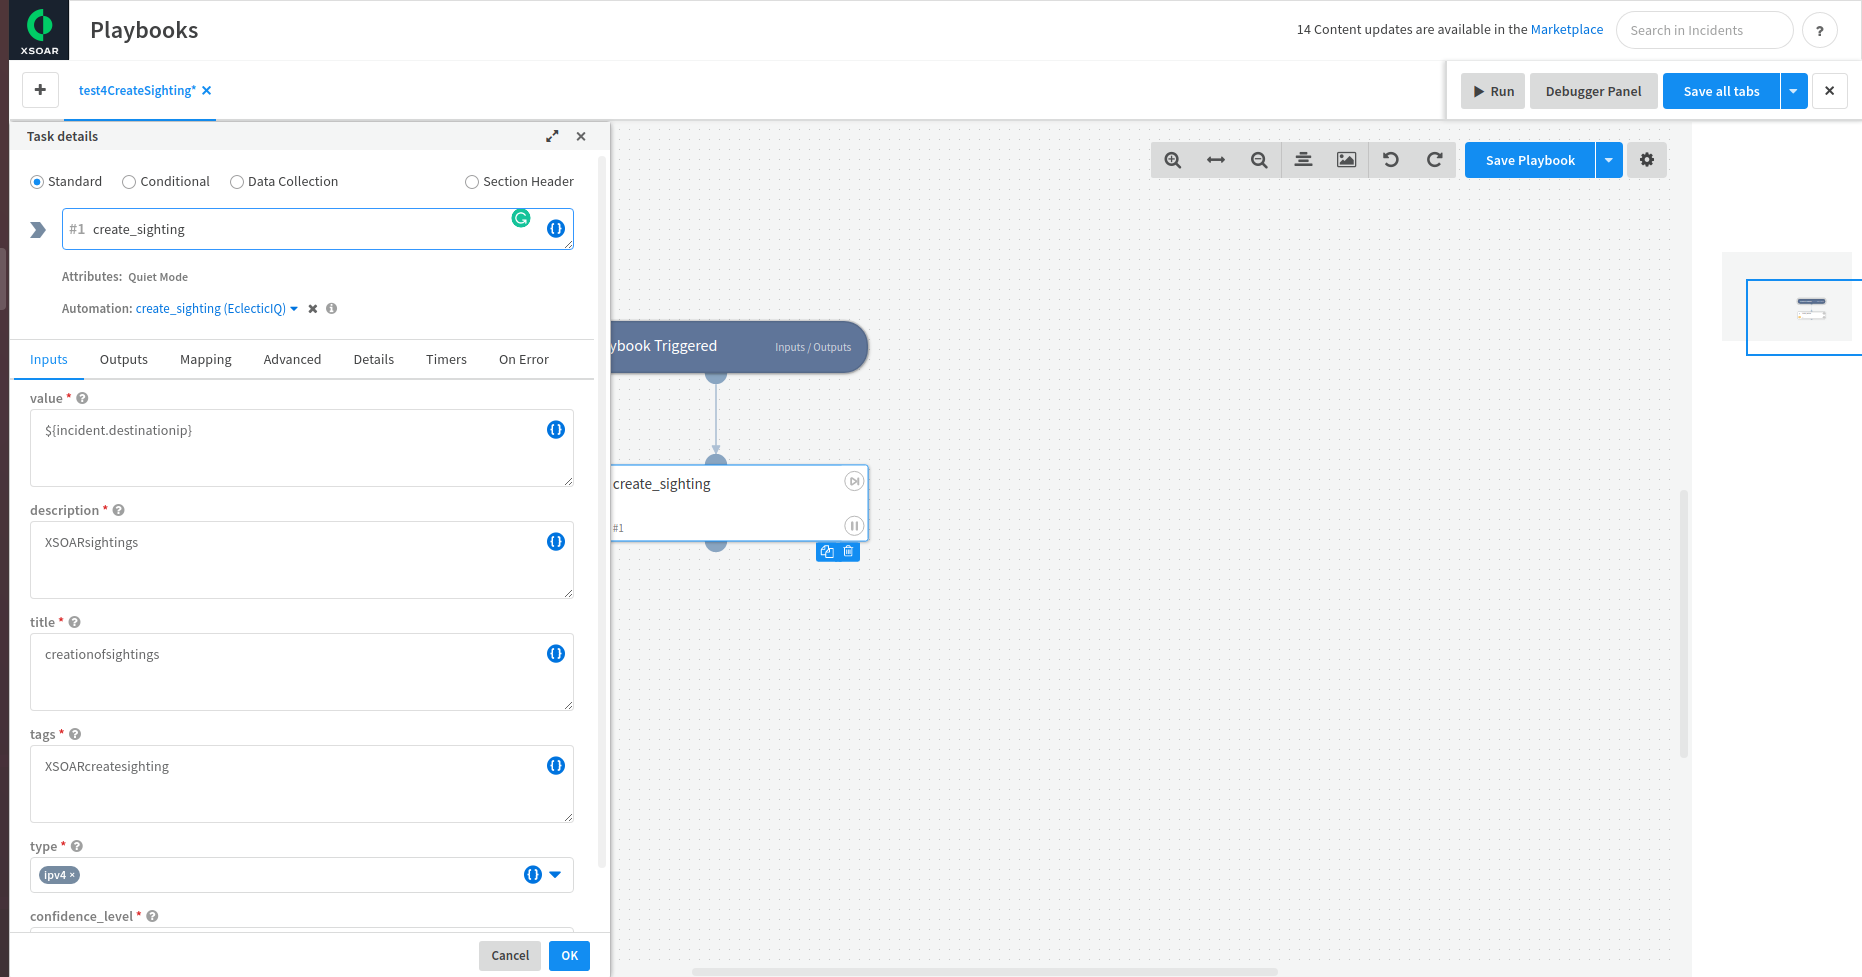 XSOAR
Playbooks
14 Content updates are available in the Marketplace
Search in Incidents
?
+
test4CreateSighting* ×
Run
Debugger Panel
Save all tabs
×
Task details
×
Standard
Conditional
Data Collection
Section Header
#1 create_sighting
Attributes: Quiet Mode
Automation: create_sighting (EclecticIQ)
Inputs
Outputs
Mapping
Advanced
Details
Timers
On Error
value * ?
${incident.destinationip}
description * ?
XSOARsightings
title * ?
creationofsightings
tags * ?
XSOARcreatesighting
type * ?
ipv4 ×
confidence_level * ?
Cancel
OK
Save Playbook
ybook Triggered
Inputs / Outputs
create_sighting
#1